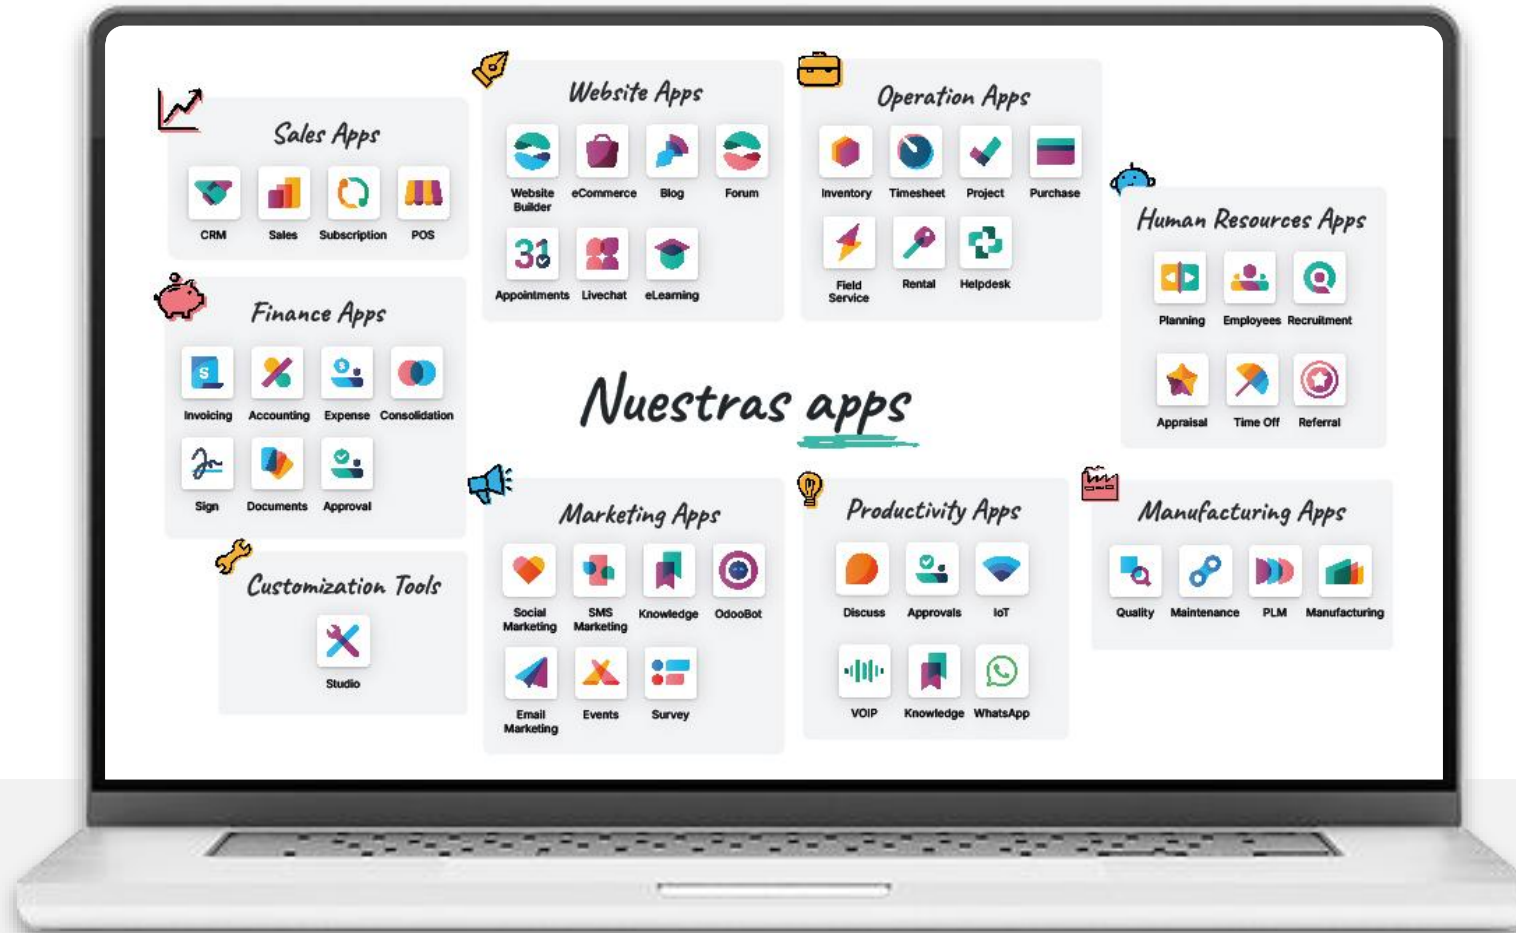 Sales Apps
CRM
Sales
Subscription
POS
Website Apps
Website
Builder
eCommerce
Blog
Forum
31
Appointments
Livechat
eLearning
Operation Apps
Inventory
Timesheet
Project
Purchase
Field
Service
Rental
Helpdesk
Human Resources Apps
Planning
Employees
Recruitment
Appraisal
Time Off
Referral
Finance Apps
S
$
Invoicing
Accounting
Expense
Consolidation
Sign
Documents
Approval
Nuestras apps
Customization Tools
Studio
Marketing Apps
Social
Marketing
SMS
Marketing
Knowledge
OdooBot
Email
Marketing
Events
Survey
Productivity Apps
Discuss
Approvals
IoT
VOIP
Knowledge
WhatsApp
Manufacturing Apps
Quality
Maintenance
PLM
Manufacturing